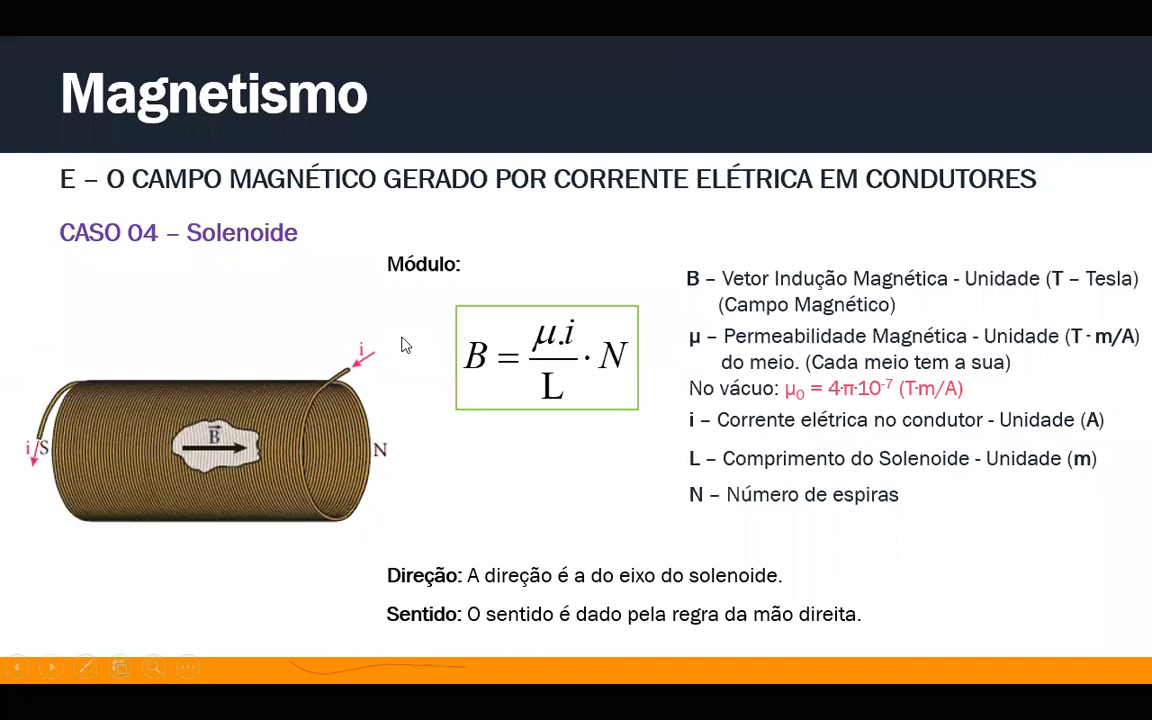 Magnetismo
E – O CAMPO MAGNÉTICO GERADO POR CORRENTE ELÉTRICA EM CONDUTORES
CASO 04 – Solenoide
Módulo:
B = μ.i / L · N
B – Vetor Indução Magnética - Unidade (T – Tesla)
(Campo Magnético)
μ – Permeabilidade Magnética - Unidade (T · m/A)
do meio. (Cada meio tem a sua)
No vácuo: μ₀ = 4·π·10⁻⁷ (T·m/A)
i – Corrente elétrica no condutor - Unidade (A)
L – Comprimento do Solenoide - Unidade (m)
N – Número de espiras
i
B
i
S
N
Direção: A direção é a do eixo do solenoide.
Sentido: O sentido é dado pela regra da mão direita.